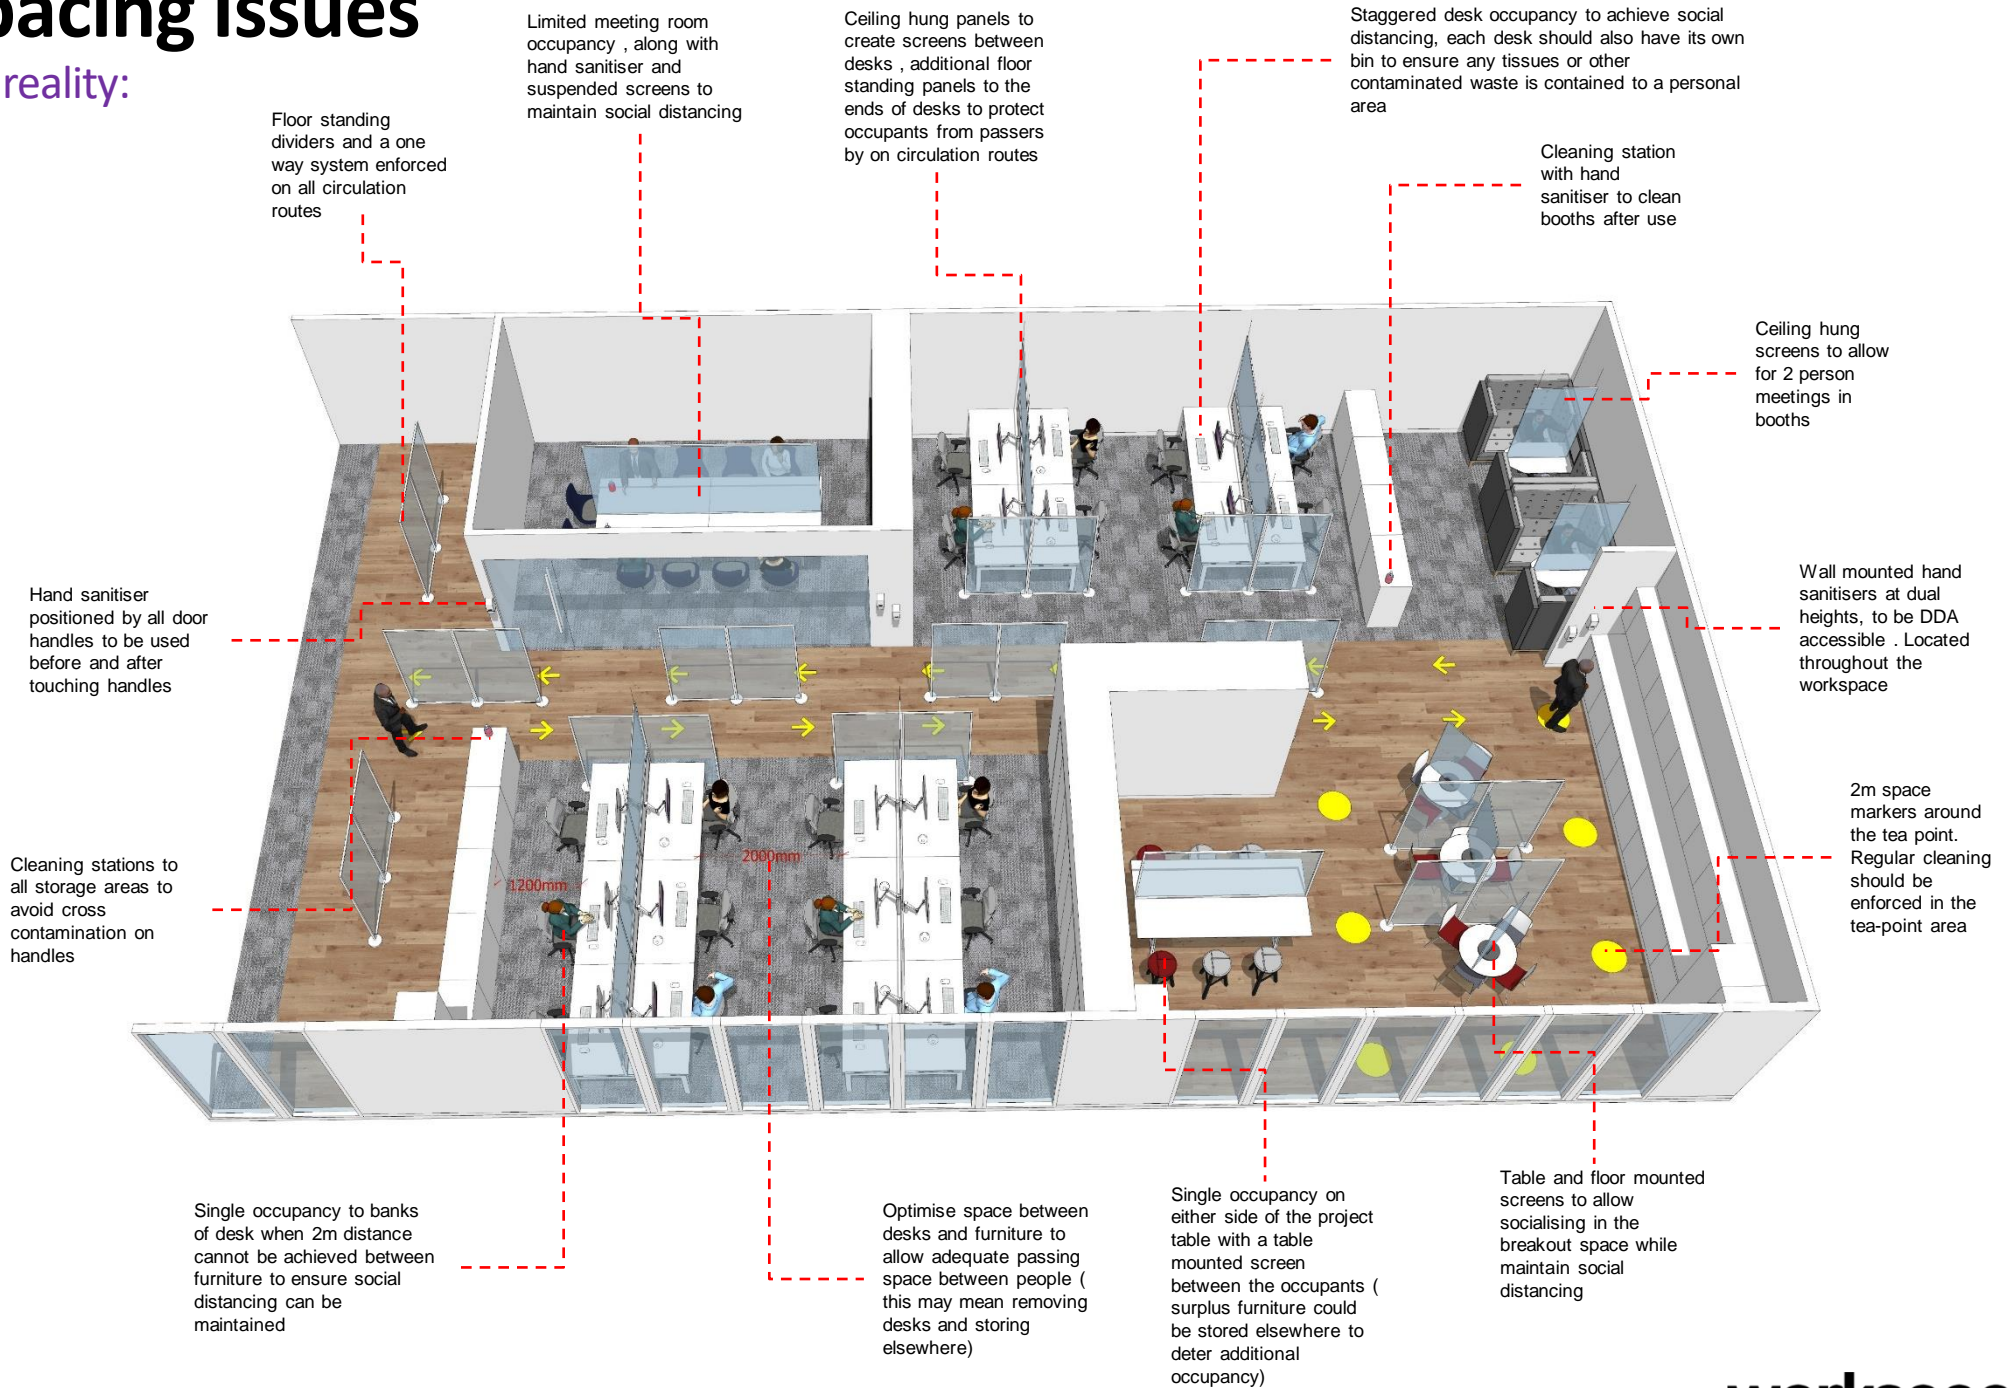 pacing issues
reality:
Limited meeting room
occupancy , along with
hand sanitiser and
suspended screens to
maintain social distancing
Ceiling hung panels to
create screens between
desks , additional floor
standing panels to the
ends of desks to protect
occupants from passers
by on circulation routes
Staggered desk occupancy to achieve social
distancing, each desk should also have its own
bin to ensure any tissues or other
contaminated waste is contained to a personal
area
Floor standing
dividers and a one
way system enforced
on all circulation
routes
Cleaning station
with hand
sanitiser to clean
booths after use
Ceiling hung
screens to allow
for 2 person
meetings in
booths
Hand sanitiser
positioned by all door
handles to be used
before and after
touching handles
Wall mounted hand
sanitisers at dual
heights, to be DDA
accessible . Located
throughout the
workspace
2m space
markers around
the tea point.
Regular cleaning
should be
enforced in the
tea-point area
Cleaning stations to
all storage areas to
avoid cross
contamination on
handles
2000mm
1200mm
Single occupancy to banks
of desk when 2m distance
cannot be achieved between
furniture to ensure social
distancing can be
maintained
Optimise space between
desks and furniture to
allow adequate passing
space between people (
this may mean removing
desks and storing
elsewhere)
Single occupancy on
either side of the project
table with a table
mounted screen
between the occupants (
surplus furniture could
be stored elsewhere to
deter additional
occupancy)
Table and floor mounted
screens to allow
socialising in the
breakout space while
maintain social
distancing